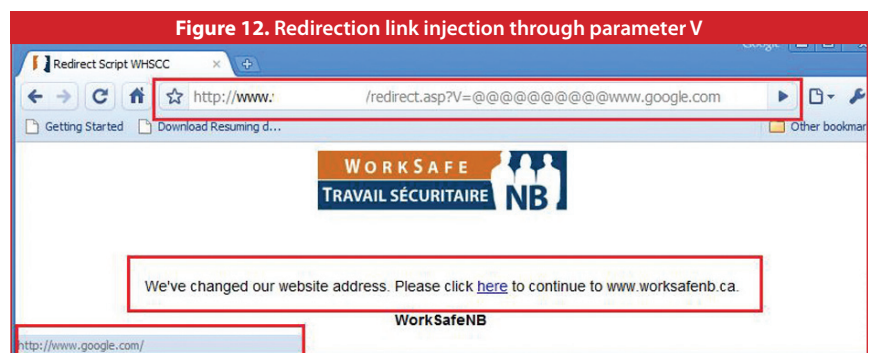 Figure 12. Redirection link injection through parameter V
Redirect Script WHSCC
http://www. /redirect.asp?V=@@@@@@@@@@www.google.com
Getting Started Download Resuming d... Other bookmar
WORKSAFE
TRAVAIL SÉCURITAIRE NB
We've changed our website address. Please click here to continue to www.worksafenb.ca.
WorkSafeNB
http://www.google.com/